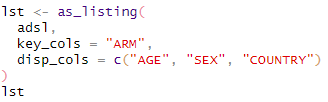 lst <- as_listing(
  adsl,
  key_cols = "ARM",
  disp_cols = c("AGE", "SEX", "COUNTRY")
)
lst